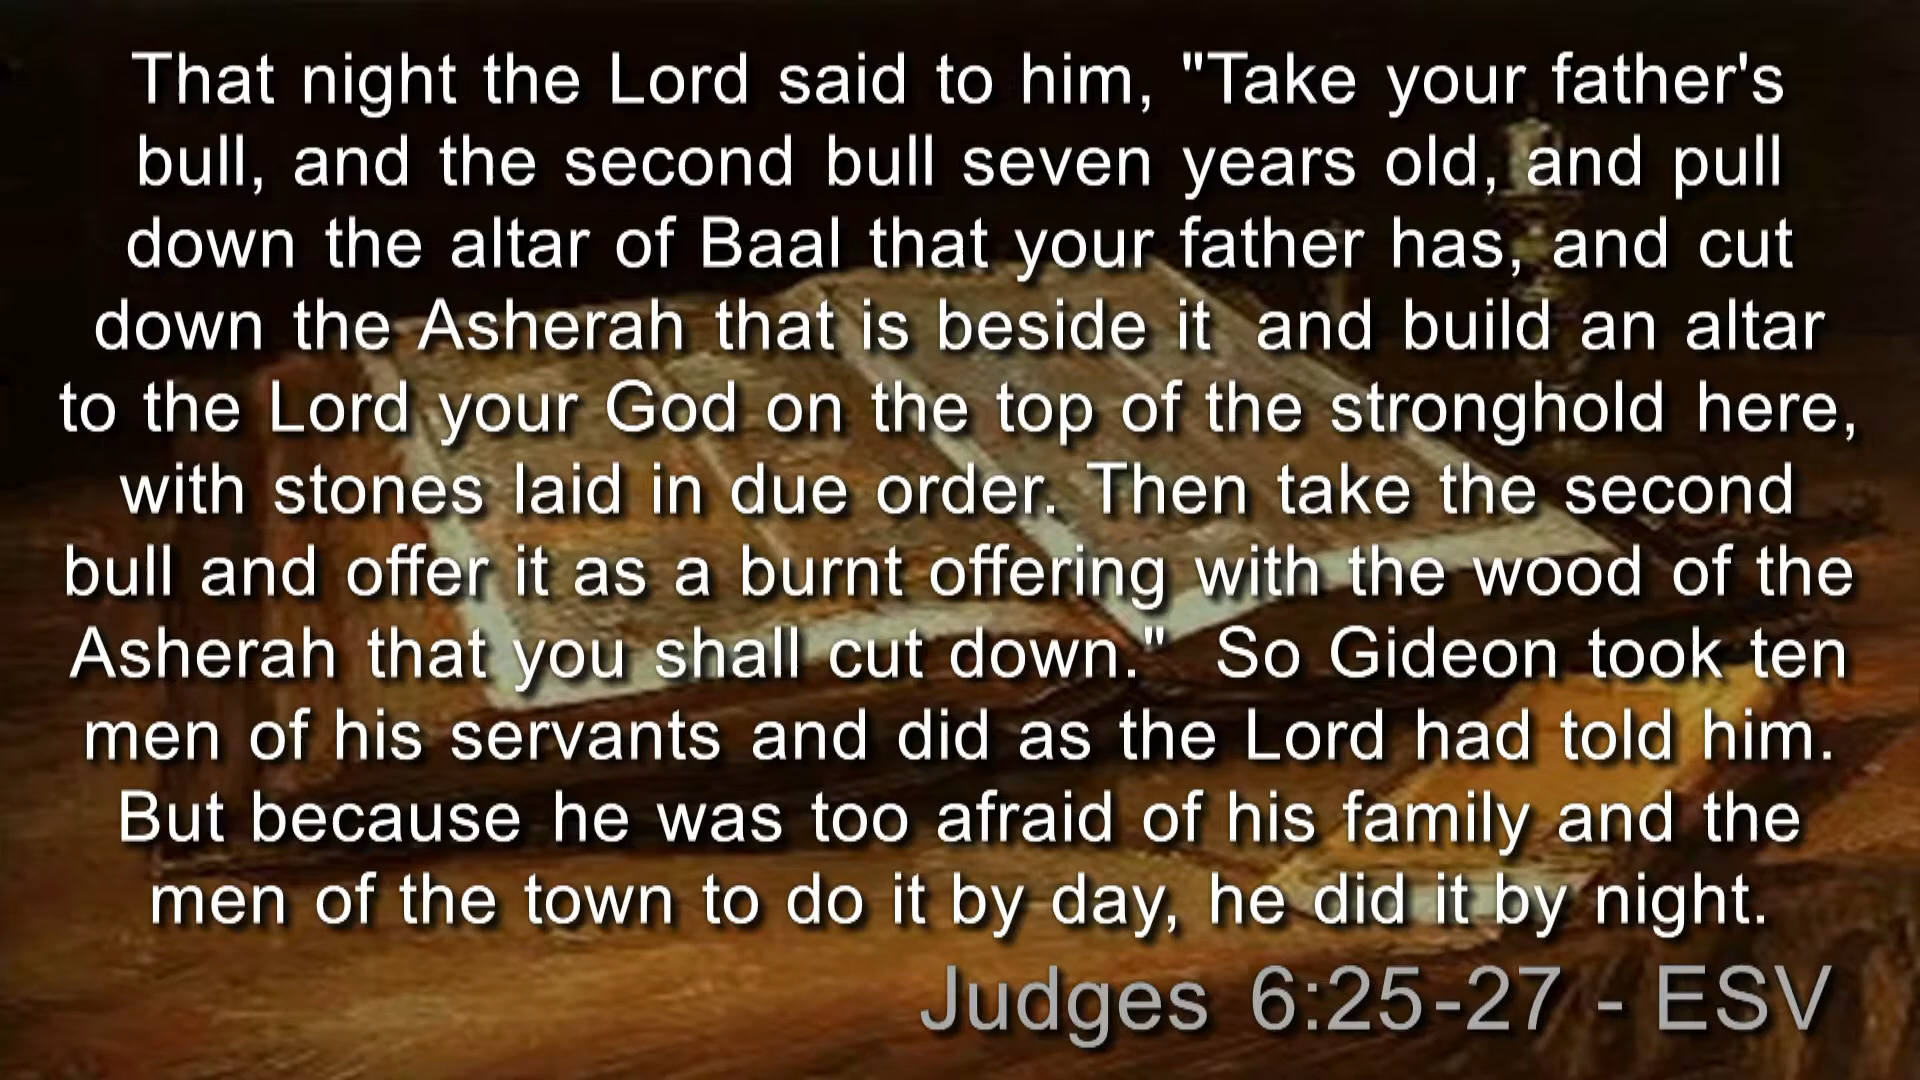 That night the Lord said to him, "Take your father's
bull, and the second bull seven years old, and pull
down the altar of Baal that your father has, and cut
down the Asherah that is beside it  and build an altar
to the Lord your God on the top of the stronghold here,
with stones laid in due order. Then take the second
bull and offer it as a burnt offering with the wood of the
Asherah that you shall cut down."  So Gideon took ten
men of his servants and did as the Lord had told him.
But because he was too afraid of his family and the
men of the town to do it by day, he did it by night.
Judges 6:25-27 - ESV